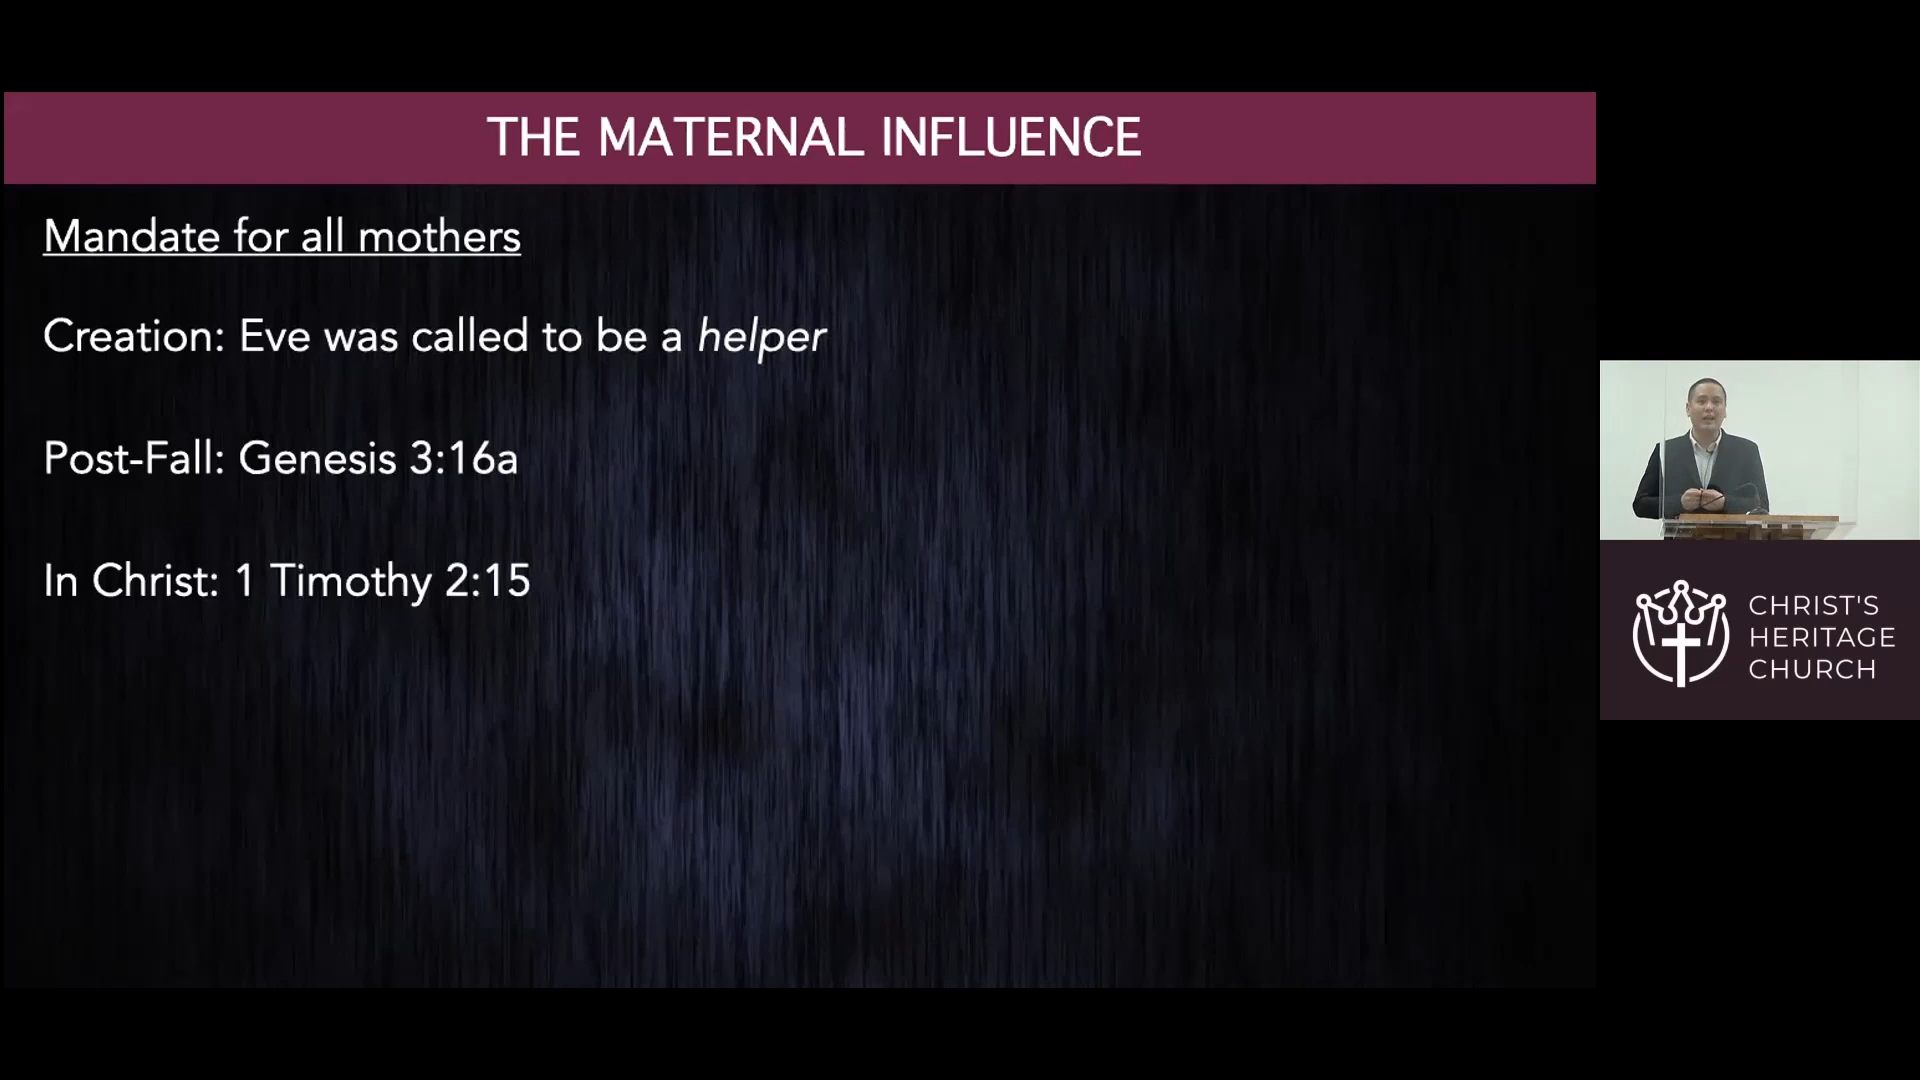 THE MATERNAL INFLUENCE
Mandate for all mothers
Creation: Eve was called to be a helper
Post-Fall: Genesis 3:16a
In Christ: 1 Timothy 2:15
CHRIST'S
HERITAGE
CHURCH